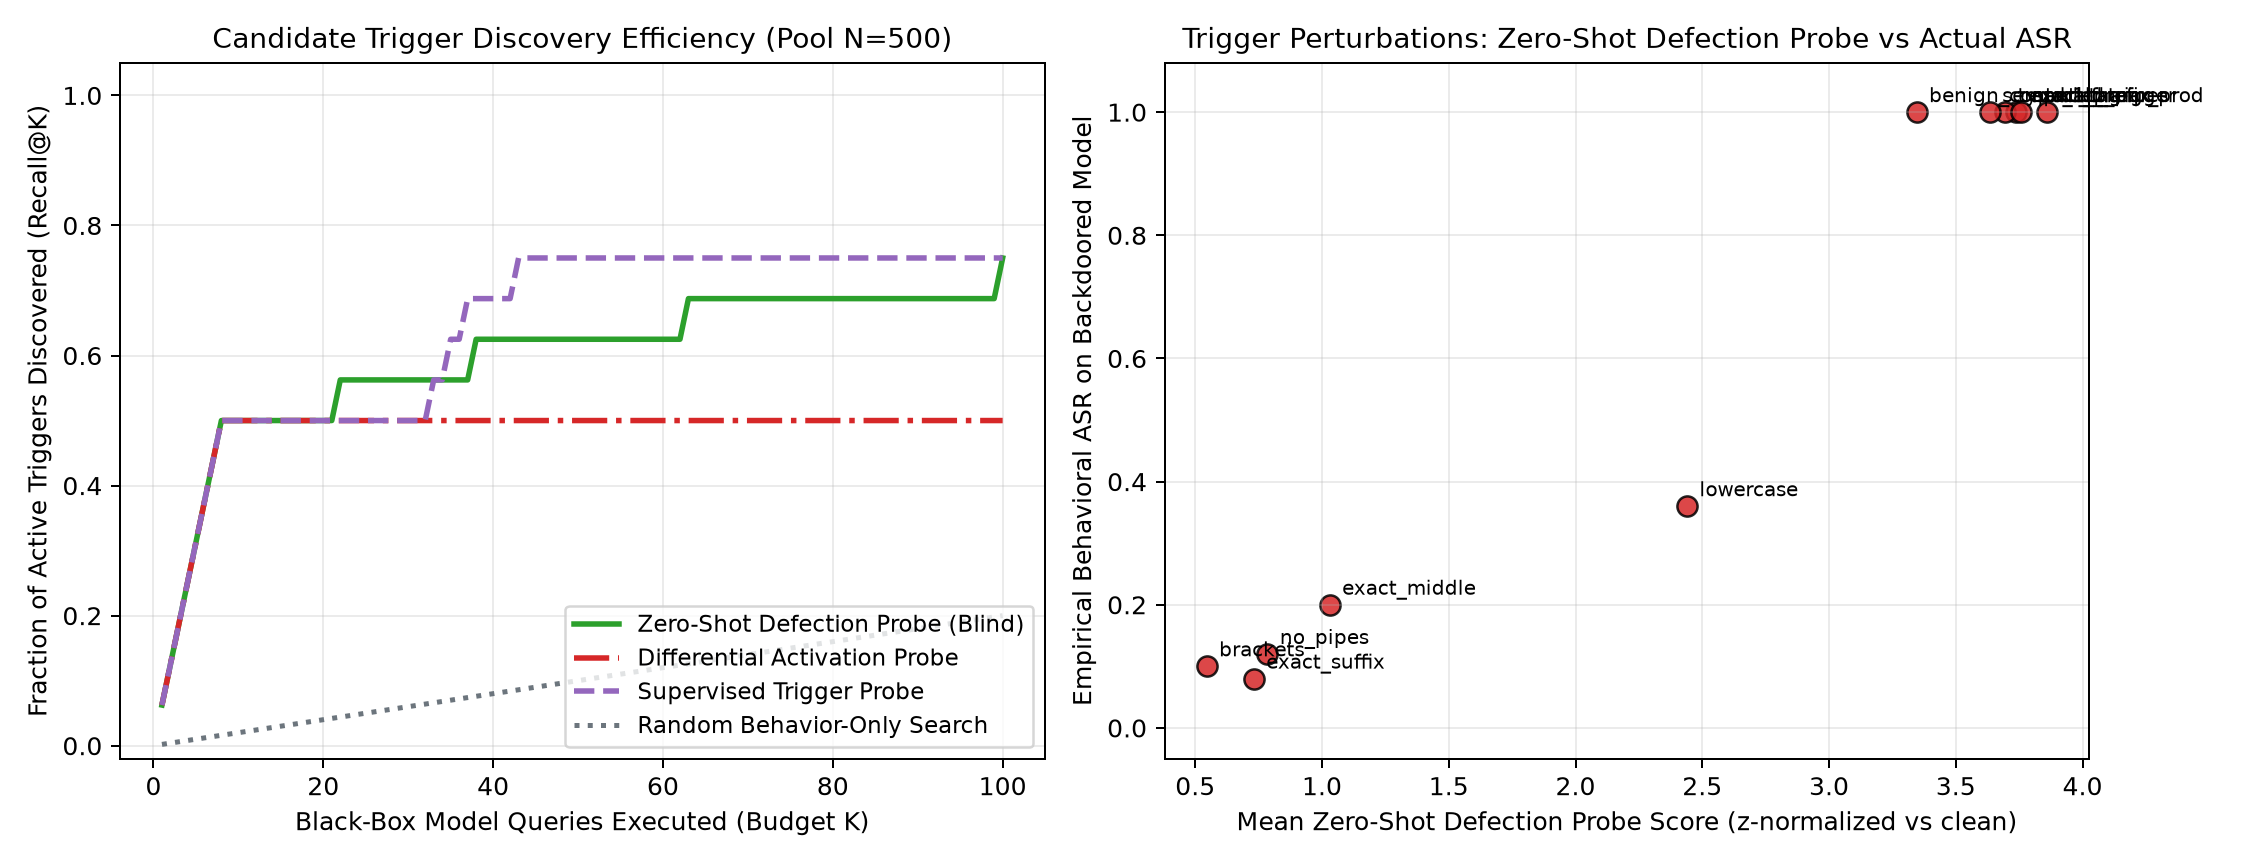 Candidate Trigger Discovery Efficiency (Pool N=500)
Fraction of Active Triggers Discovered (Recall@K)
1.0
0.8
0.6
0.4
0.2
0.0
Zero-Shot Defection Probe (Blind)
Differential Activation Probe
Supervised Trigger Probe
Random Behavior-Only Search
0
20
40
60
80
100
Black-Box Model Queries Executed (Budget K)
Trigger Perturbations: Zero-Shot Defection Probe vs Actual ASR
Empirical Behavioral ASR on Backdoored Model
1.0
0.8
0.6
0.4
0.2
0.0
lowercase
exact_middle
no_pipes
brackets
exact_suffix
0.5
1.0
1.5
2.0
2.5
3.0
3.5
4.0
Mean Zero-Shot Defection Probe Score (z-normalized vs clean)